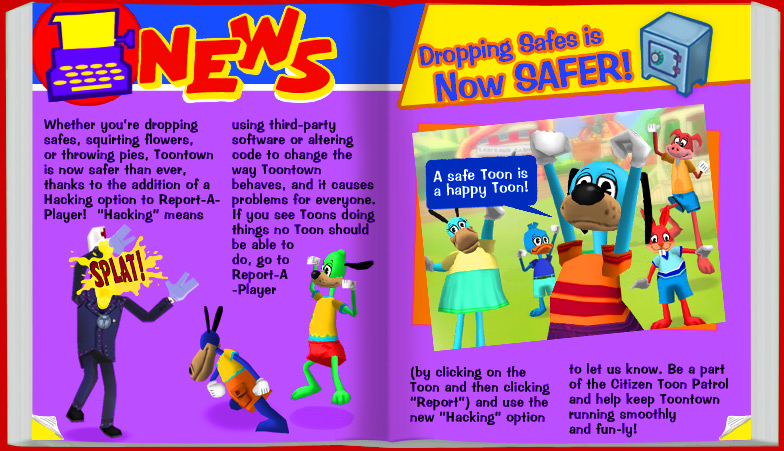 NEWS
Whether you're dropping
safes, squirting flowers,
or throwing pies, Toontown
is now safer than ever,
thanks to the addition of a
Hacking option to Report-A-
Player! "Hacking" means
using third-party
software or altering
code to change the
way Toontown
behaves, and it causes
problems for everyone.
If you see Toons doing
things no Toon should
be able to
do, go to
Report-A
-Player
SPLAT!
Dropping Safes is
Now SAFER!
A safe Toon is
a happy Toon!
(by clicking on the
Toon and then clicking
"Report") and use the
new "Hacking" option
to let us know. Be a part
of the Citizen Toon Patrol
and help keep Toontown
running smoothly
and fun-ly!